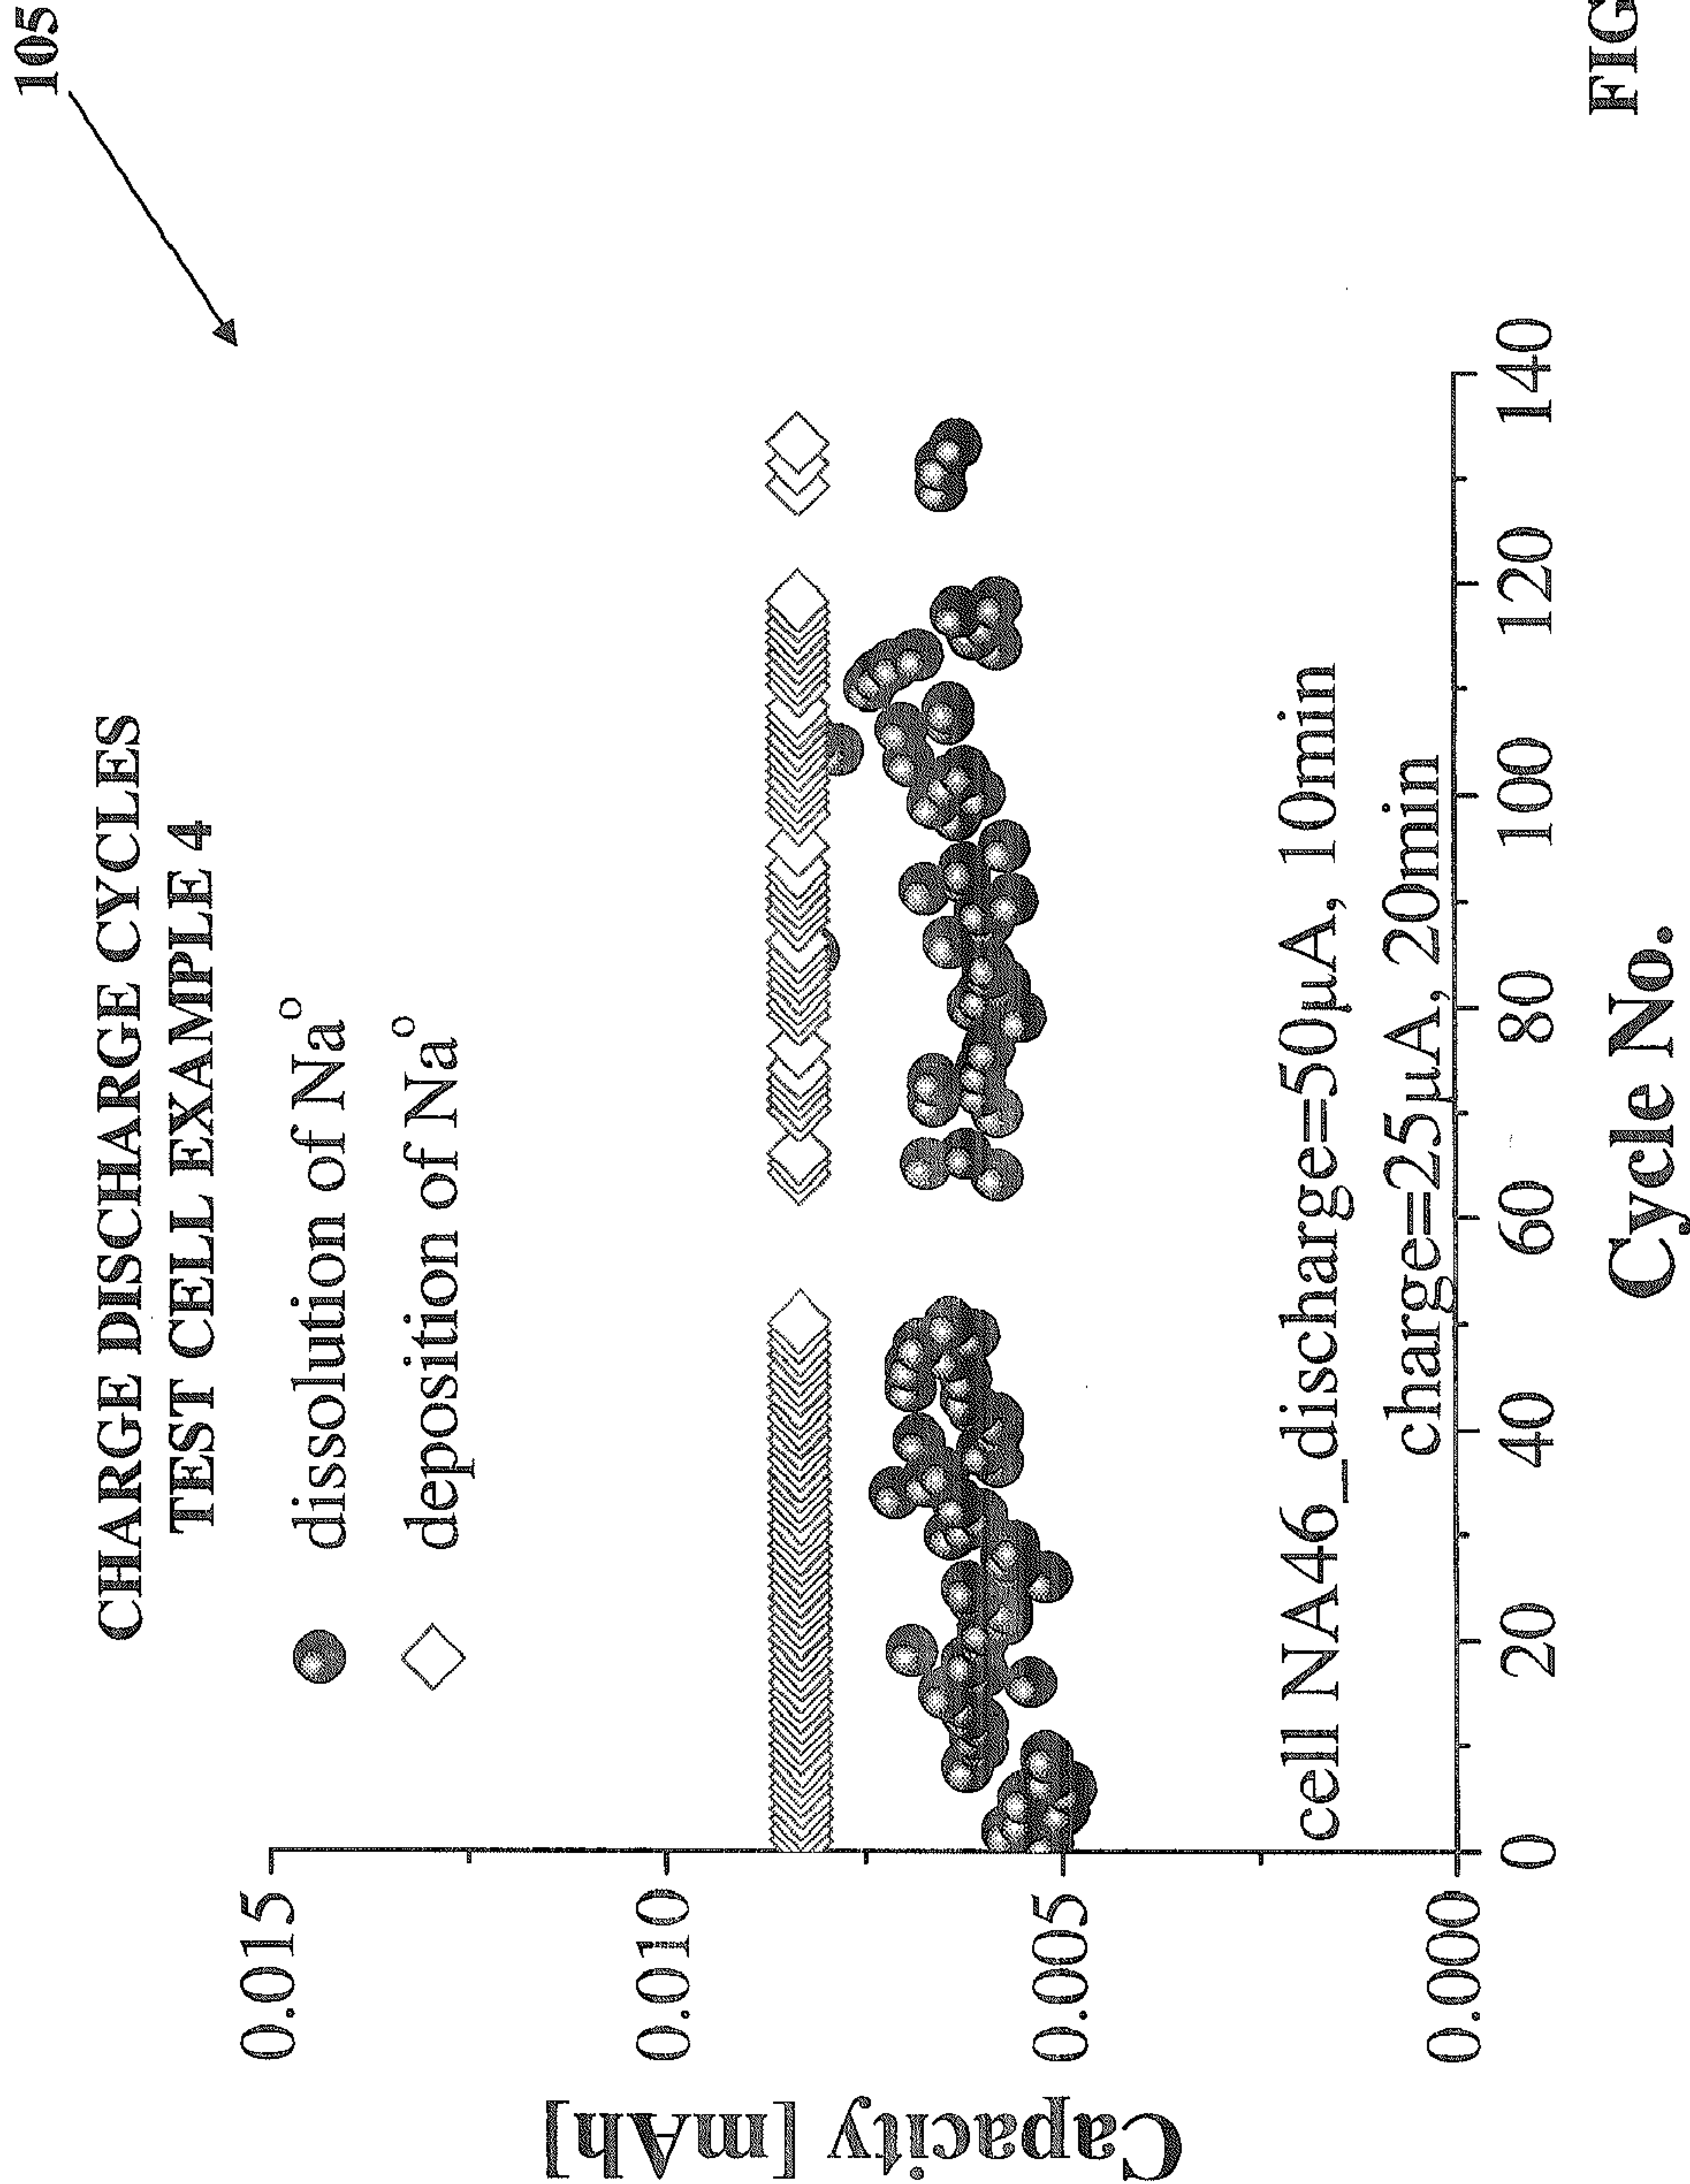 105
CHARGE DISCHARGE CYCLES
TEST CELL EXAMPLE 4
dissolution of Na°
deposition of Na°
0.015
0.010
0.005
0.000
Capacity [mAh]
cell NA46_discharge=50μA, 10min
charge=25μA, 20min
0
20
40
60
80
100
120
140
Cycle No.
FIG